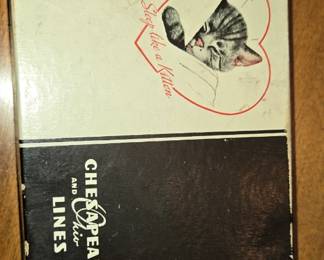 Sleep like a Kitten
CHESAPEA
AND Ohio
LINES